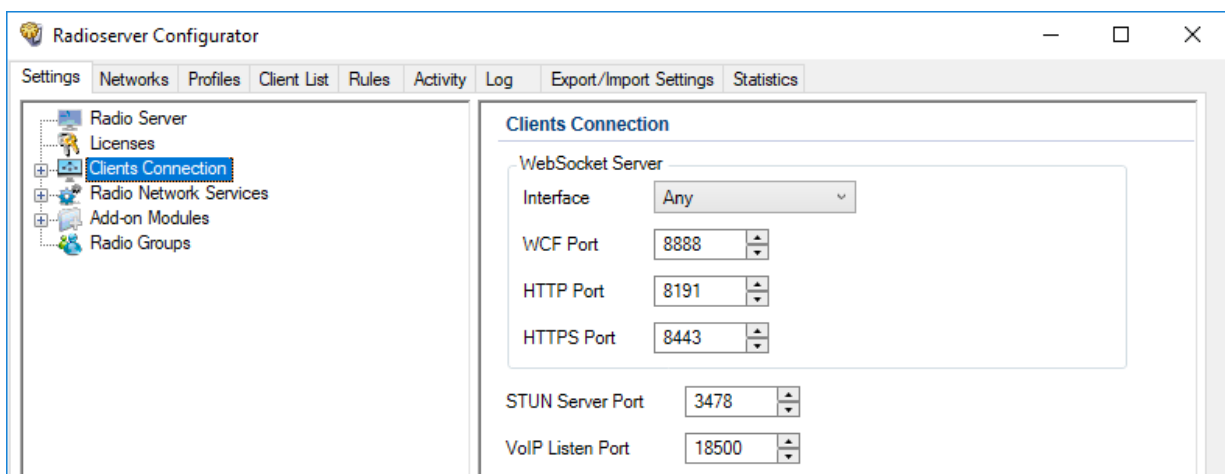 Radioserver Configurator
Settings Networks Profiles Client List Rules Activity Log Export/Import Settings Statistics
Radio Server
Licenses
Clients Connection
Radio Network Services
Add-on Modules
Radio Groups
Clients Connection
WebSocket Server
Interface Any
WCF Port 8888
HTTP Port 8191
HTTPS Port 8443
STUN Server Port 3478
VoIP Listen Port 18500